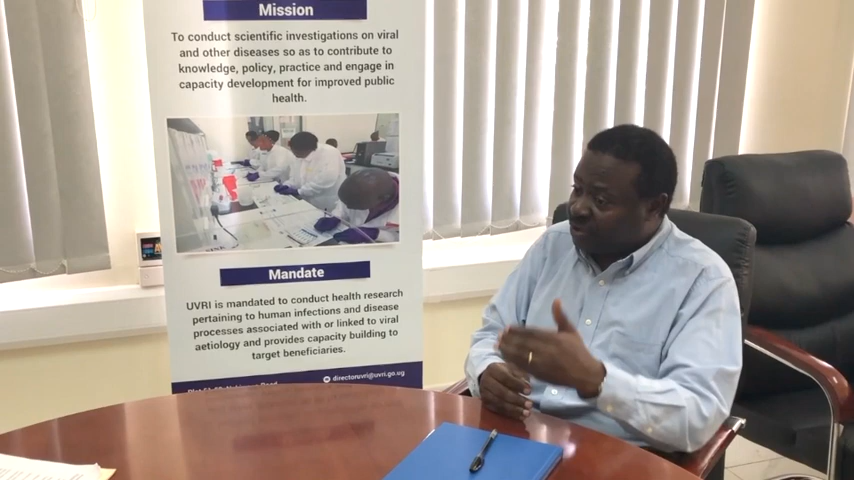 Mission
To conduct scientific investigations on viral
and other diseases so as to contribute to
knowledge, policy, practice and engage in
capacity development for improved public
health.
Mandate
UVRI is mandated to conduct health research
pertaining to human infections and disease
processes associated with or linked to viral
aetiology and provides capacity building to
target beneficiaries.
directoruvri@uvri.go.ug